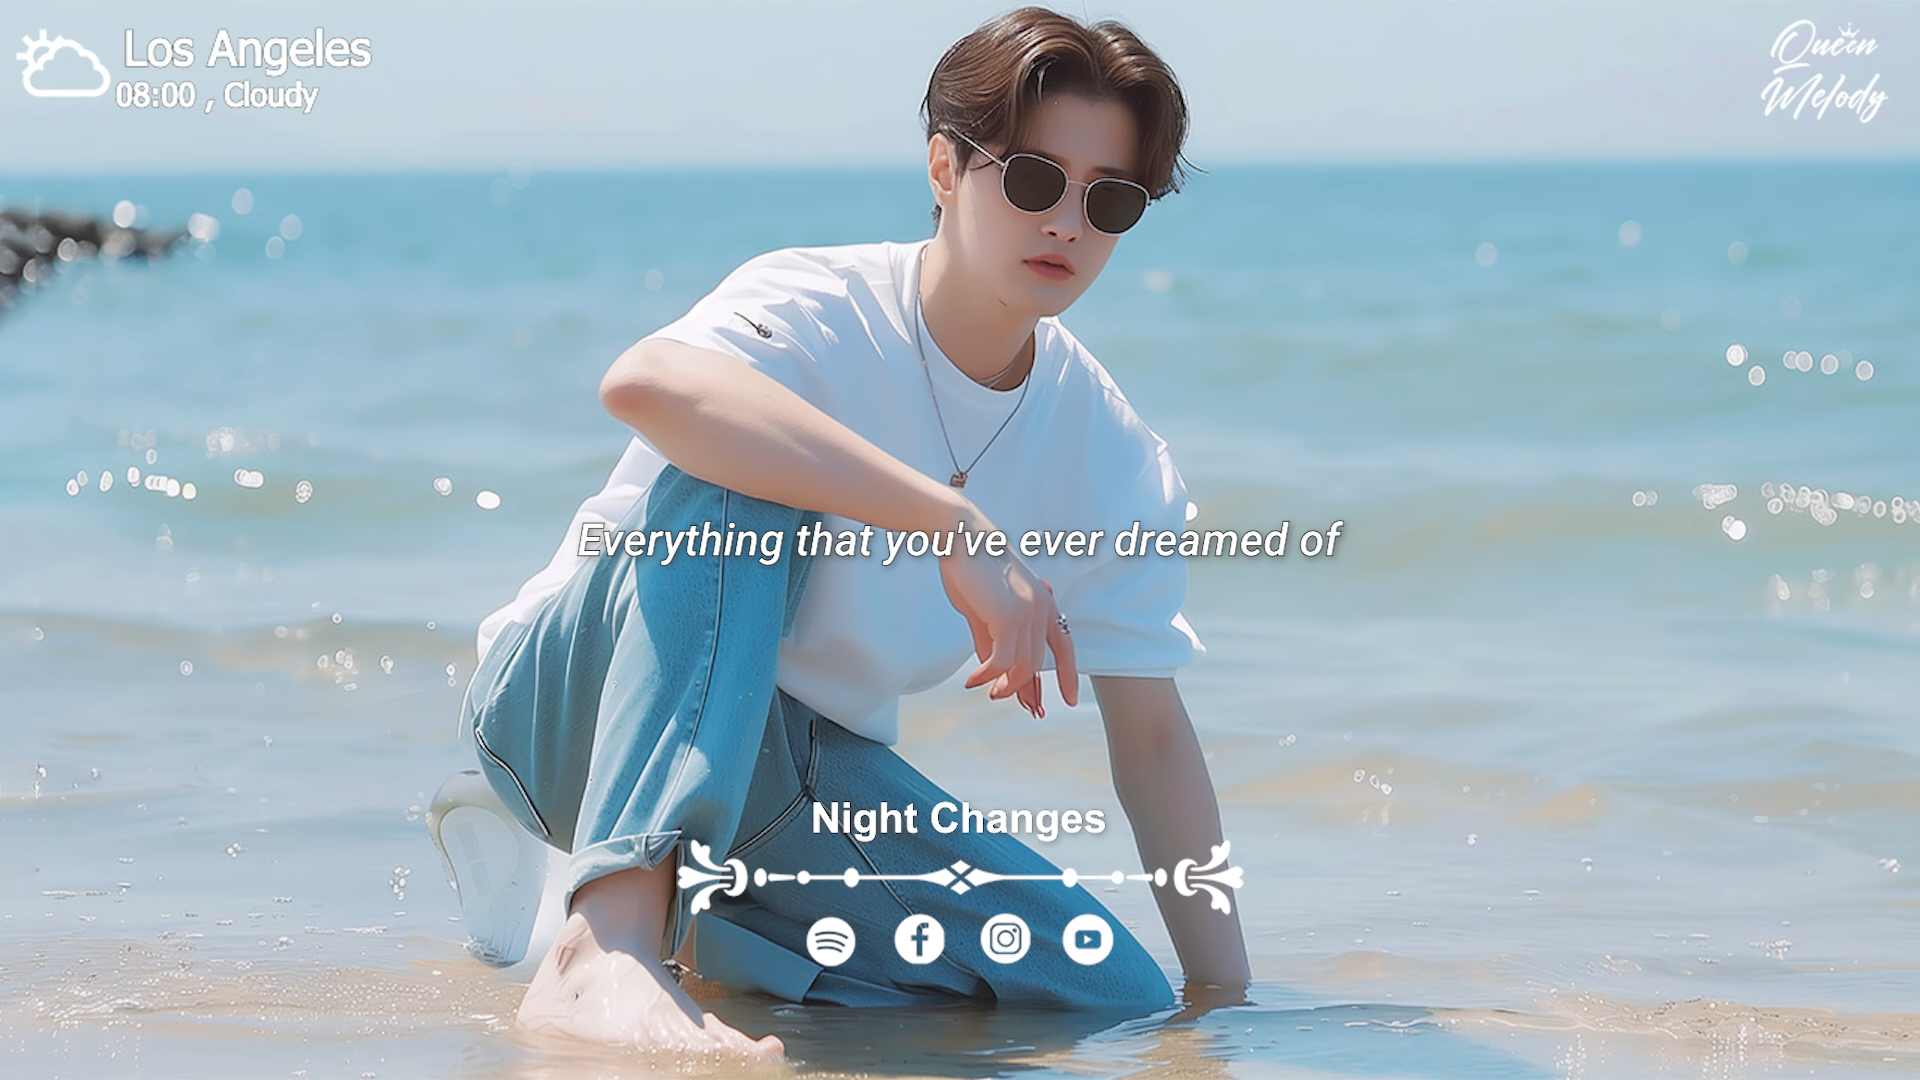 Los Angeles
08:00 , Cloudy
Queen
Melody
Everything that you've ever dreamed of
Night Changes